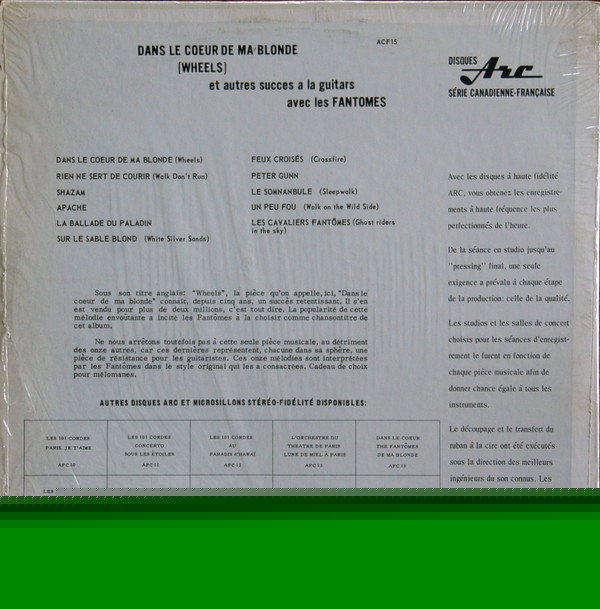 ACF15
DANS LE COEUR DE MA BLONDE
(WHEELS)
et autres succes a la guitars
avec les FANTOMES
DISQUES
Arc
SÉRIE CANADIENNE-FRANÇAISE
DANS LE COEUR DE MA BLONDE (Wheels)
RIEN NE SERT DE COURIR (Walk Don't Run)
SHAZAM
APACHE
LA BALLADE DU PALADIN
SUR LE SABLE BLOND (White Silver Sands)
FEUX CROISÉS (Crossfire)
PETER GUNN
LE SOMNANBULE (Sleepwalk)
UN PEU FOU (Walk on the Wild Side)
LES CAVALIERS FANTÔMES (Ghost riders
in the sky)
Sous son titre anglais: "Wheels", la pièce qu'on appelle, ici, "Dans le
coeur de ma blonde" connait, depuis cinq ans, un succès retentissant. Il s'en
est vendu pour plus de deux millions, c'est tout dire. La popularité de cette
mélodie envoûtante a incité les Fantômes à la choisir comme chansontitre de
cet album.
Ne nous arrêtons toutefois pas à cette seule pièce musicale, au détriment
des onze autres, car ces dernières représentent, chacune dans sa sphère, une
pièce de résistance pour les guitaristes. Ces onze mélodies sont interprétées
par les Fantômes dans le style original qui les a consacrées. Cadeau de choix
pour mélomanes.
Avec les disques à haute fidélité
ARC, vous obtenez les enregistre-
ments à haute fréquence les plus
perfectionnés de l'heure.
De la séance en studio jusqu'au
"pressing" final, une seule
exigence a prévalu à chaque étape
de la production: celle de la qualité.
Les studios et les salles de concert
choisis pour les séances d'enregist-
rement le furent en fonction de
chaque pièce musicale afin de
donner chance égale à tous les
instruments.
Le découpage et le transfert du
ruban à la cire ont été exécutés
sous la direction des meilleurs
ingénieurs du son connus. Les
AUTRES DISQUES ARC ET MICROSILLONS STÉRÉO-FIDÉLITÉ DISPONIBLES:
LES 101 CORDES
PARIS, JE T'AIME
AFC 10
LES 101 CORDES
CONCERTO
SOUS LES ÉTOILES
AFC 11
LES 101 CORDES
AU
PARADIS D'HAWAÏ
AFC 12
L'ORCHESTRE DU
THEATRE DE PARIS
LUNE DE MIEL À PARIS
AFC 13
DANS LE COEUR
THE FANTÔMES
DE MA BLONDE
AFC 15
LES